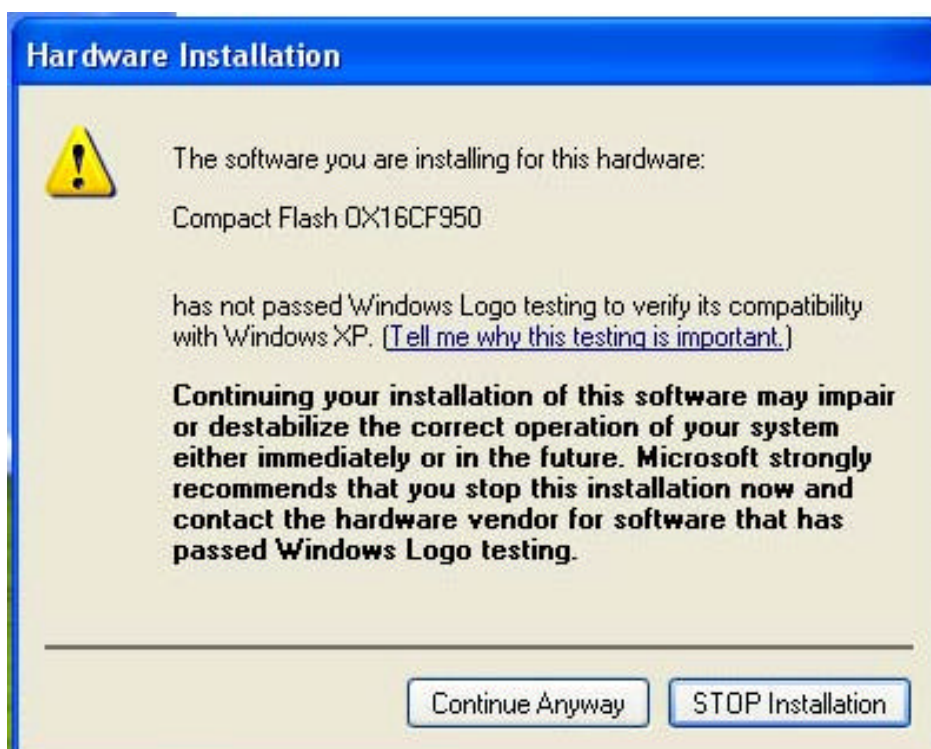 Hardware Installation
The software you are installing for this hardware:
Compact Flash OX16CF950
has not passed Windows Logo testing to verify its compatibility
with Windows XP. (Tell me why this testing is important.)
Continuing your installation of this software may impair
or destabilize the correct operation of your system
either immediately or in the future. Microsoft strongly
recommends that you stop this installation now and
contact the hardware vendor for software that has
passed Windows Logo testing.
Continue Anyway
STOP Installation